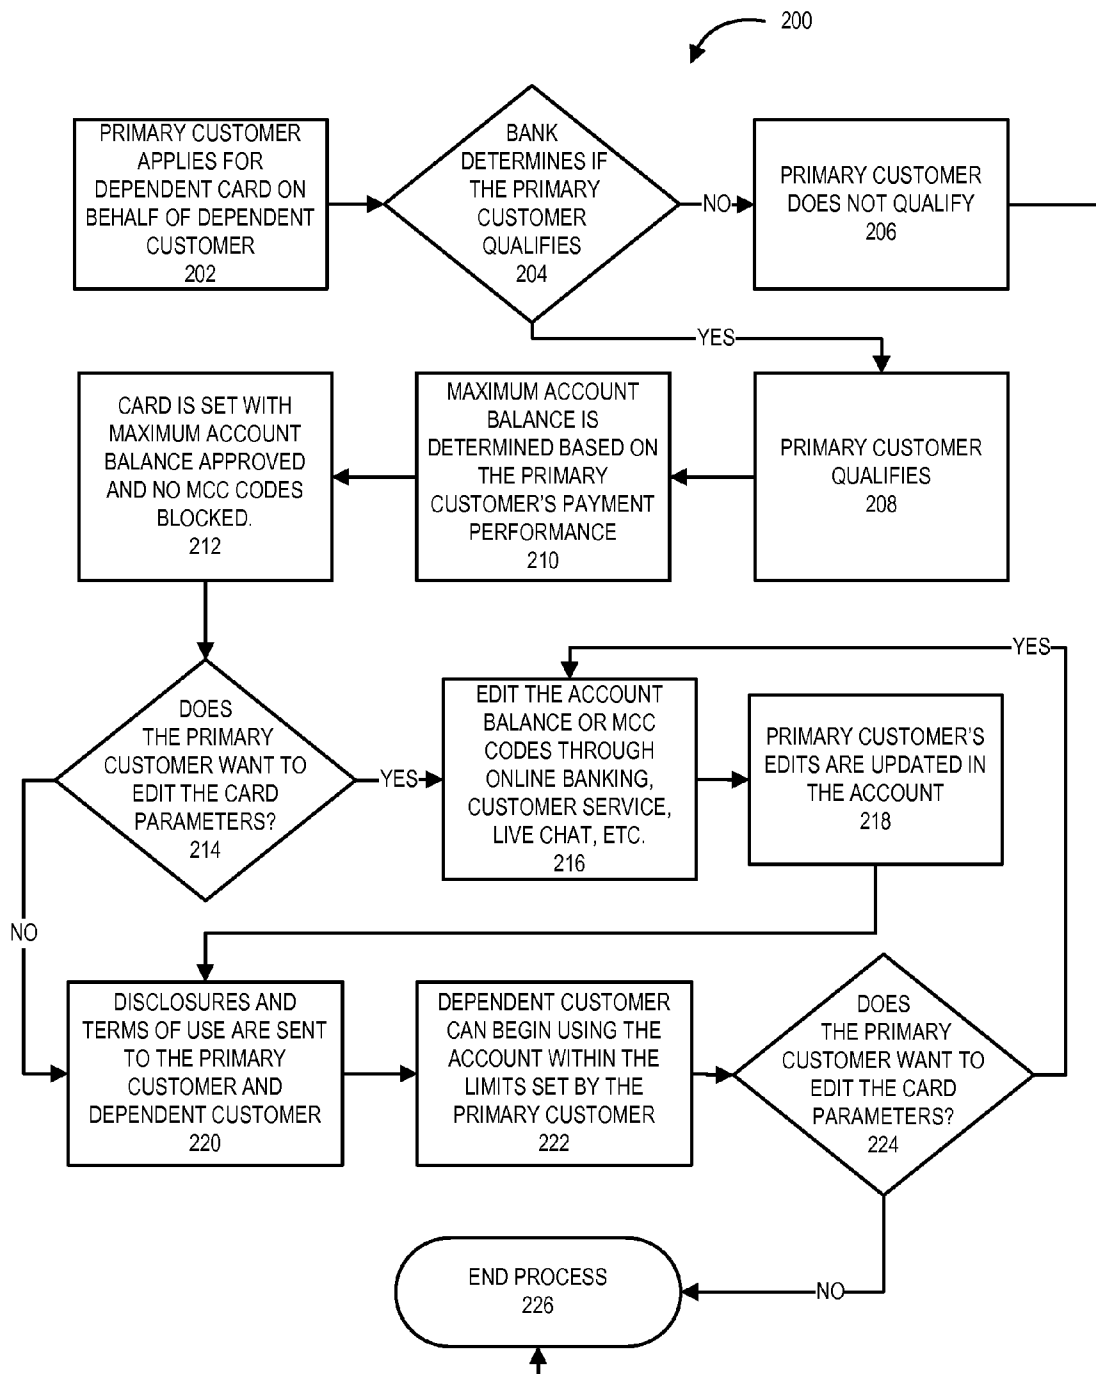 200
PRIMARY CUSTOMER
APPLIES FOR
DEPENDENT CARD ON
BEHALF OF DEPENDENT
CUSTOMER
202
BANK
DETERMINES IF
THE PRIMARY
CUSTOMER
QUALIFIES
204
NO
PRIMARY CUSTOMER
DOES NOT QUALIFY
206
YES
CARD IS SET WITH
MAXIMUM ACCOUNT
BALANCE APPROVED
AND NO MCC CODES
BLOCKED.
212
MAXIMUM ACCOUNT
BALANCE IS
DETERMINED BASED ON
THE PRIMARY
CUSTOMER'S PAYMENT
PERFORMANCE
210
PRIMARY CUSTOMER
QUALIFIES
208
YES
DOES
THE PRIMARY
CUSTOMER WANT TO
EDIT THE CARD
PARAMETERS?
214
YES
EDIT THE ACCOUNT
BALANCE OR MCC
CODES THROUGH
ONLINE BANKING,
CUSTOMER SERVICE,
LIVE CHAT, ETC.
216
PRIMARY CUSTOMER'S
EDITS ARE UPDATED IN
THE ACCOUNT
218
NO
DISCLOSURES AND
TERMS OF USE ARE SENT
TO THE PRIMARY
CUSTOMER AND
DEPENDENT CUSTOMER
220
DEPENDENT CUSTOMER
CAN BEGIN USING THE
ACCOUNT WITHIN THE
LIMITS SET BY THE
PRIMARY CUSTOMER
222
DOES
THE PRIMARY
CUSTOMER WANT TO
EDIT THE CARD
PARAMETERS?
224
END PROCESS
226
NO